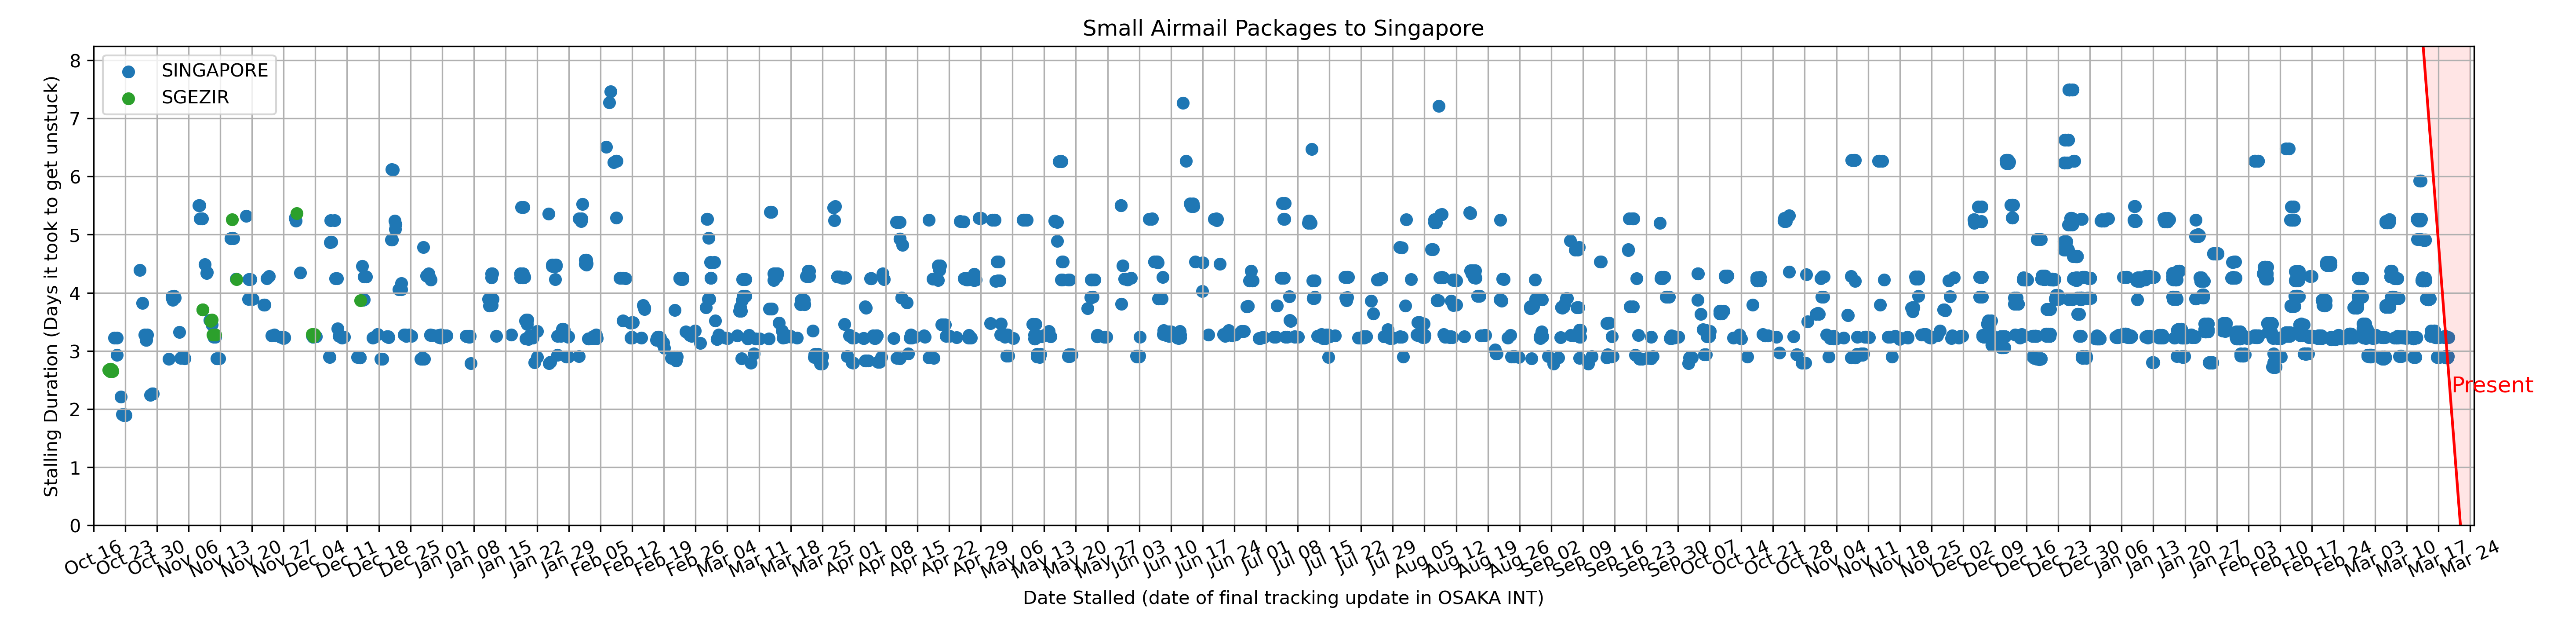 Small Airmail Packages to Singapore
SINGAPORE
SGEZIR
Stalling Duration (Days it took to get unstuck)
8
7
6
5
4
3
2
1
0
Present
Oct 16
Oct 23
Oct 30
Nov 06
Nov 13
Nov 20
Nov 27
Dec 04
Dec 11
Dec 18
Dec 25
Jan 01
Jan 08
Jan 15
Jan 22
Jan 29
Feb 05
Feb 12
Feb 19
Feb 26
Mar 04
Mar 11
Mar 18
Mar 25
Apr 01
Apr 08
Apr 15
Apr 22
Apr 29
May 06
May 13
May 20
May 27
Jun 03
Jun 10
Jun 17
Jun 24
Jul 01
Jul 08
Jul 15
Jul 22
Jul 29
Aug 05
Aug 12
Aug 19
Aug 26
Sep 02
Sep 09
Sep 16
Sep 23
Sep 30
Oct 07
Oct 14
Oct 21
Oct 28
Nov 04
Nov 11
Nov 18
Nov 25
Dec 02
Dec 09
Dec 16
Dec 23
Dec 30
Jan 06
Jan 13
Jan 20
Jan 27
Feb 03
Feb 10
Feb 17
Feb 24
Mar 03
Mar 10
Mar 17
Mar 24
Date Stalled (date of final tracking update in OSAKA INT)